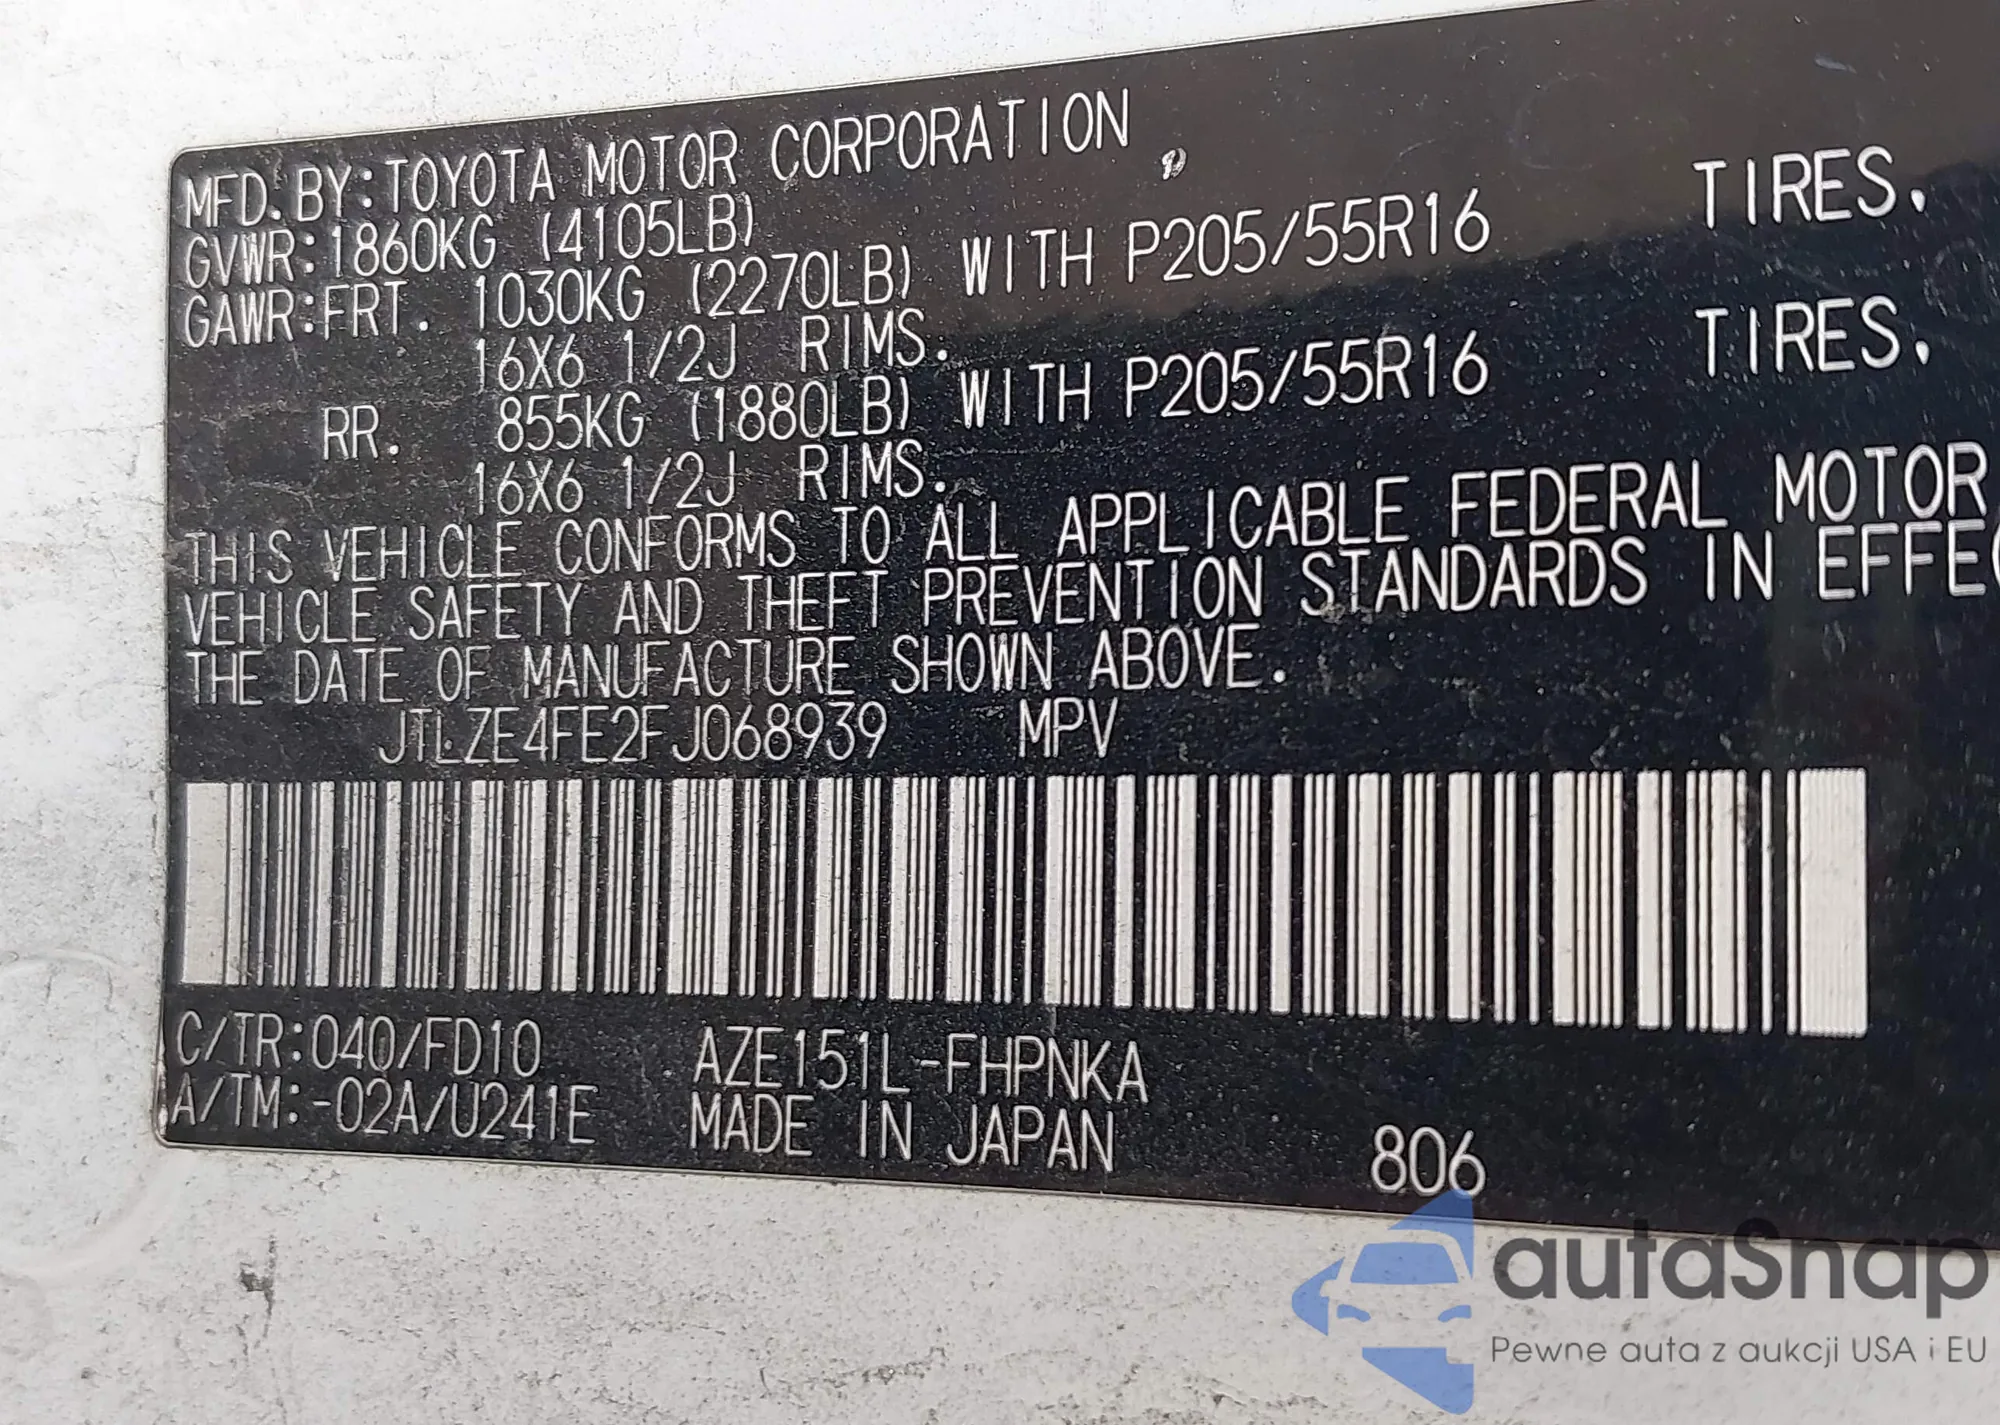 MFD.BY:TOYOTA MOTOR CORPORATION
GVWR:1860KG (4105LB)
GAWR:FRT. 1030KG (2270LB) WITH P205/55R16 TIRES,
16X6 1/2J RIMS.
RR. 855KG (1880LB) WITH P205/55R16 TIRES,
16X6 1/2J RIMS.
THIS VEHICLE CONFORMS TO ALL APPLICABLE FEDERAL MOTOR
VEHICLE SAFETY AND THEFT PREVENTION STANDARDS IN EFFE
THE DATE OF MANUFACTURE SHOWN ABOVE.
JTLZE4FE2FJ068939 MPV
C/TR:040/FD10 AZE151L-FHPNKA
A/TM:-02A/U241E MADE IN JAPAN 806
autaSnap
Pewne auta z aukcji USA i EU